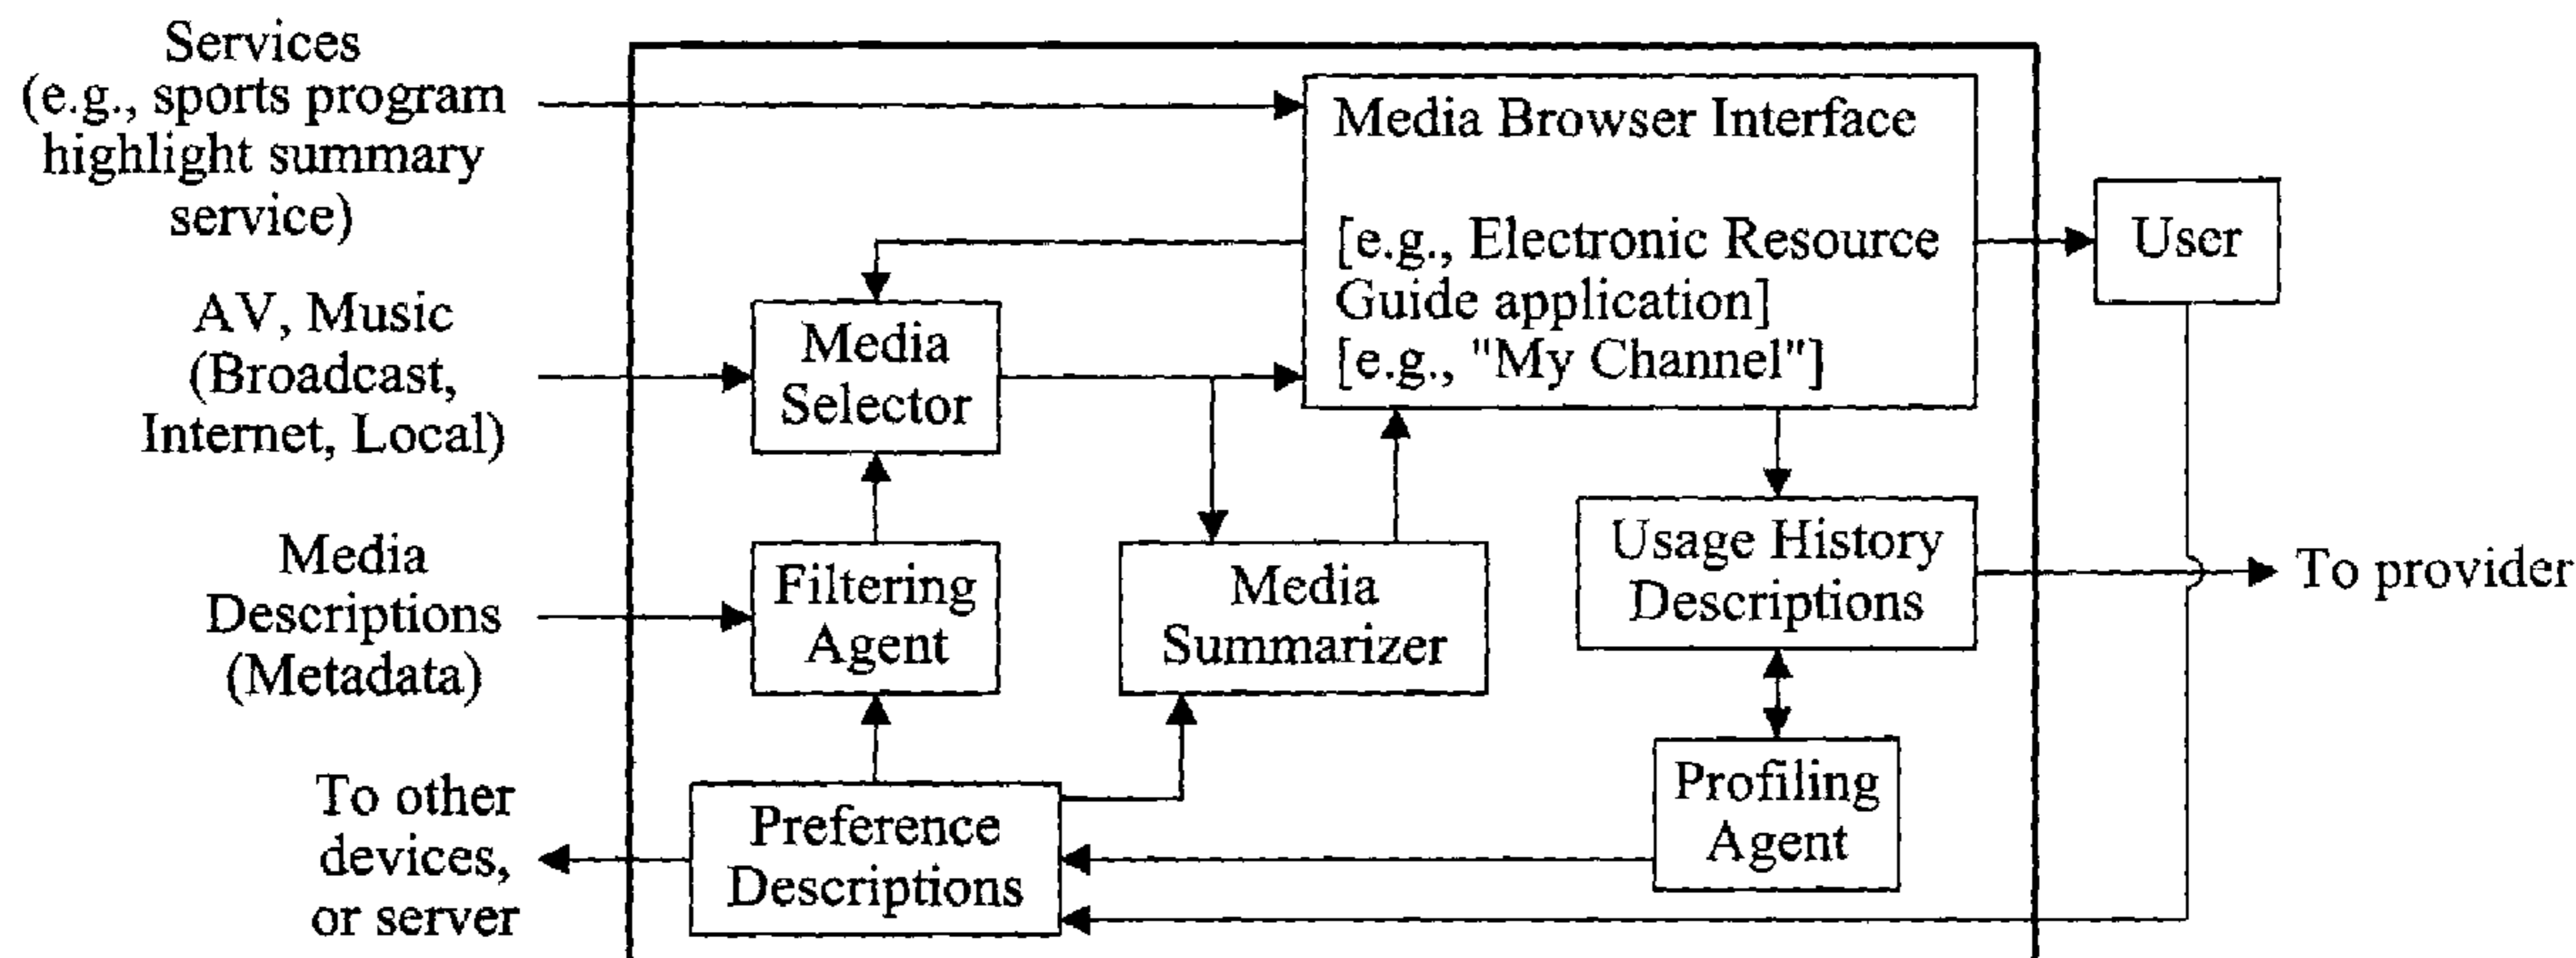 Services
(e.g., sports program
highlight summary
service)
AV, Music
(Broadcast,
Internet, Local)
Media
Descriptions
(Metadata)
To other
devices,
or server
Media Browser Interface
[e.g., Electronic Resource
Guide application]
[e.g., "My Channel"]
User
Media
Selector
Filtering
Agent
Media
Summarizer
Usage History
Descriptions
To provider
Profiling
Agent
Preference
Descriptions